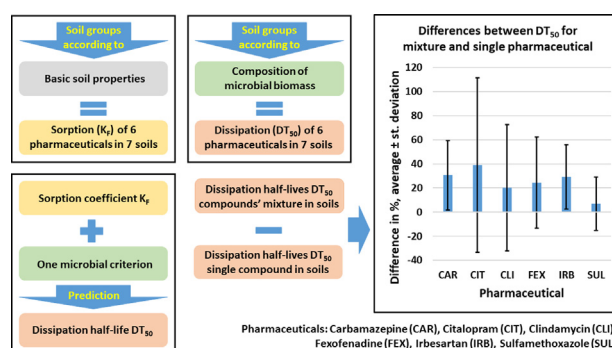 Soil groups
according to
Basic soil properties
Sorption (KF) of 6
pharmaceuticals in 7 soils
Soil groups
according to
Composition of
microbial biomass
Dissipation (DT50) of 6
pharmaceuticals in 7 soils
Sorption coefficient KF
One microbial criterion
Prediction
Dissipation half-life DT50
Dissipation half-lives DT50
compounds' mixture in soils
Dissipation half-lives DT50
single compound in soils
Differences between DT50 for
mixture and single pharmaceutical
Difference in %, average ± st. deviation
120
100
80
60
40
20
0
-20
-40
CAR CIT CLI FEX IRB SUL
Pharmaceutical
Pharmaceuticals: Carbamazepine (CAR), Citalopram (CIT), Clindamycin (CLI)
Fexofenadine (FEX), Irbesartan (IRB), Sulfamethoxazole (SUL